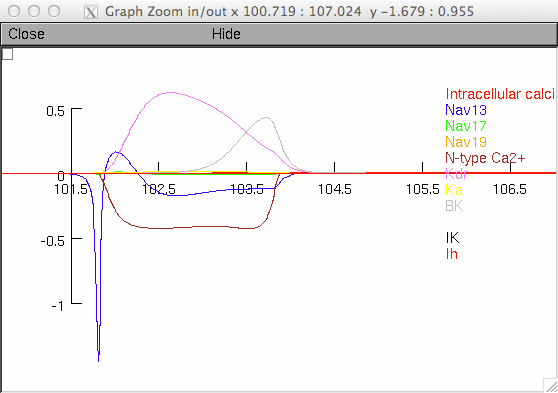 Graph Zoom in/out x 100.719 : 107.024 y -1.679 : 0.955
Close Hide
Intracellular calci
0.5 Nav13
Nav17
Nav19
N-type Ca2+
0 Kdr
101.5 102.5 103.5 104.5 105.5 106.5
Ka
BK
-0.5 IK
Ih
-1